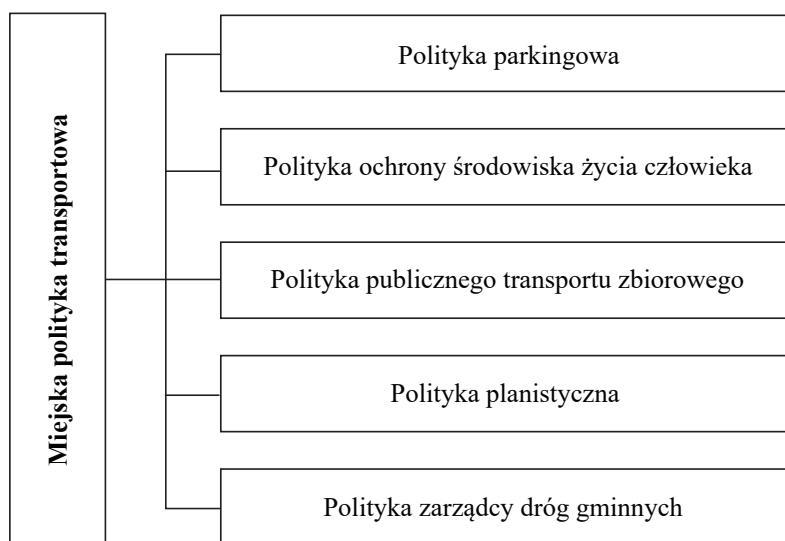 Miejska polityka transportowa
Polityka parkingowa
Polityka ochrony środowiska życia człowieka
Polityka publicznego transportu zbiorowego
Polityka planistyczna
Polityka zarządcy dróg gminnych